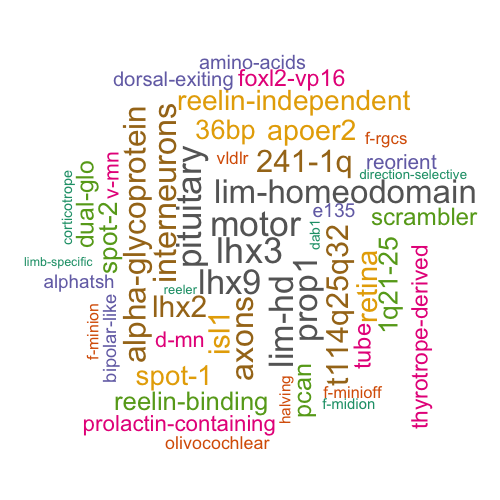 amino-acids
dorsal-exiting
foxl2-vp16
reelin-independent
36bp
apoer2
f-rgcs
alpha-glycoprotein
interneurons
pituitary
vldlr
241-1q
reorient
direction-selective
v-mn
dual-glo
spot-2
corticotrope
lim-homeodomain
e135
scrambler
motor
dab1
lhx3
limb-specific
alphatsh
reeler
lhx9
lhx2
axons
lim-hd
prop1
t114q25q32
retina
1q21-25
thyrotrope-derived
f-minion
bipolar-like
d-mn
isl1
tube
spot-1
pcan
halving
f-minioff
f-midion
reelin-binding
prolactin-containing
olivocochlear